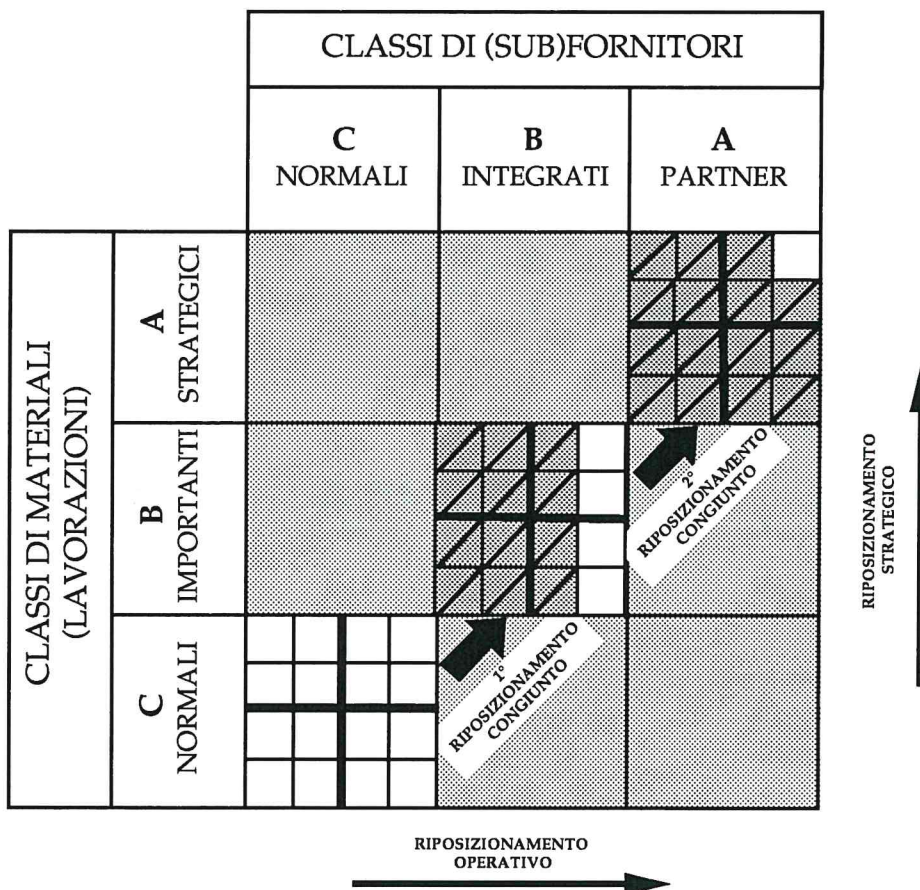 CLASSI DI (SUB)FORNITORI
C
NORMALI
B
INTEGRATI
A
PARTNER
CLASSI DI MATERIALI
(LAVORAZIONI)
A
STRATEGICI
B
IMPORTANTI
C
NORMALI
2°
RIPOSIZIONAMENTO
CONGIUNTO
1°
RIPOSIZIONAMENTO
CONGIUNTO
RIPOSIZIONAMENTO
STRATEGICO
RIPOSIZIONAMENTO
OPERATIVO